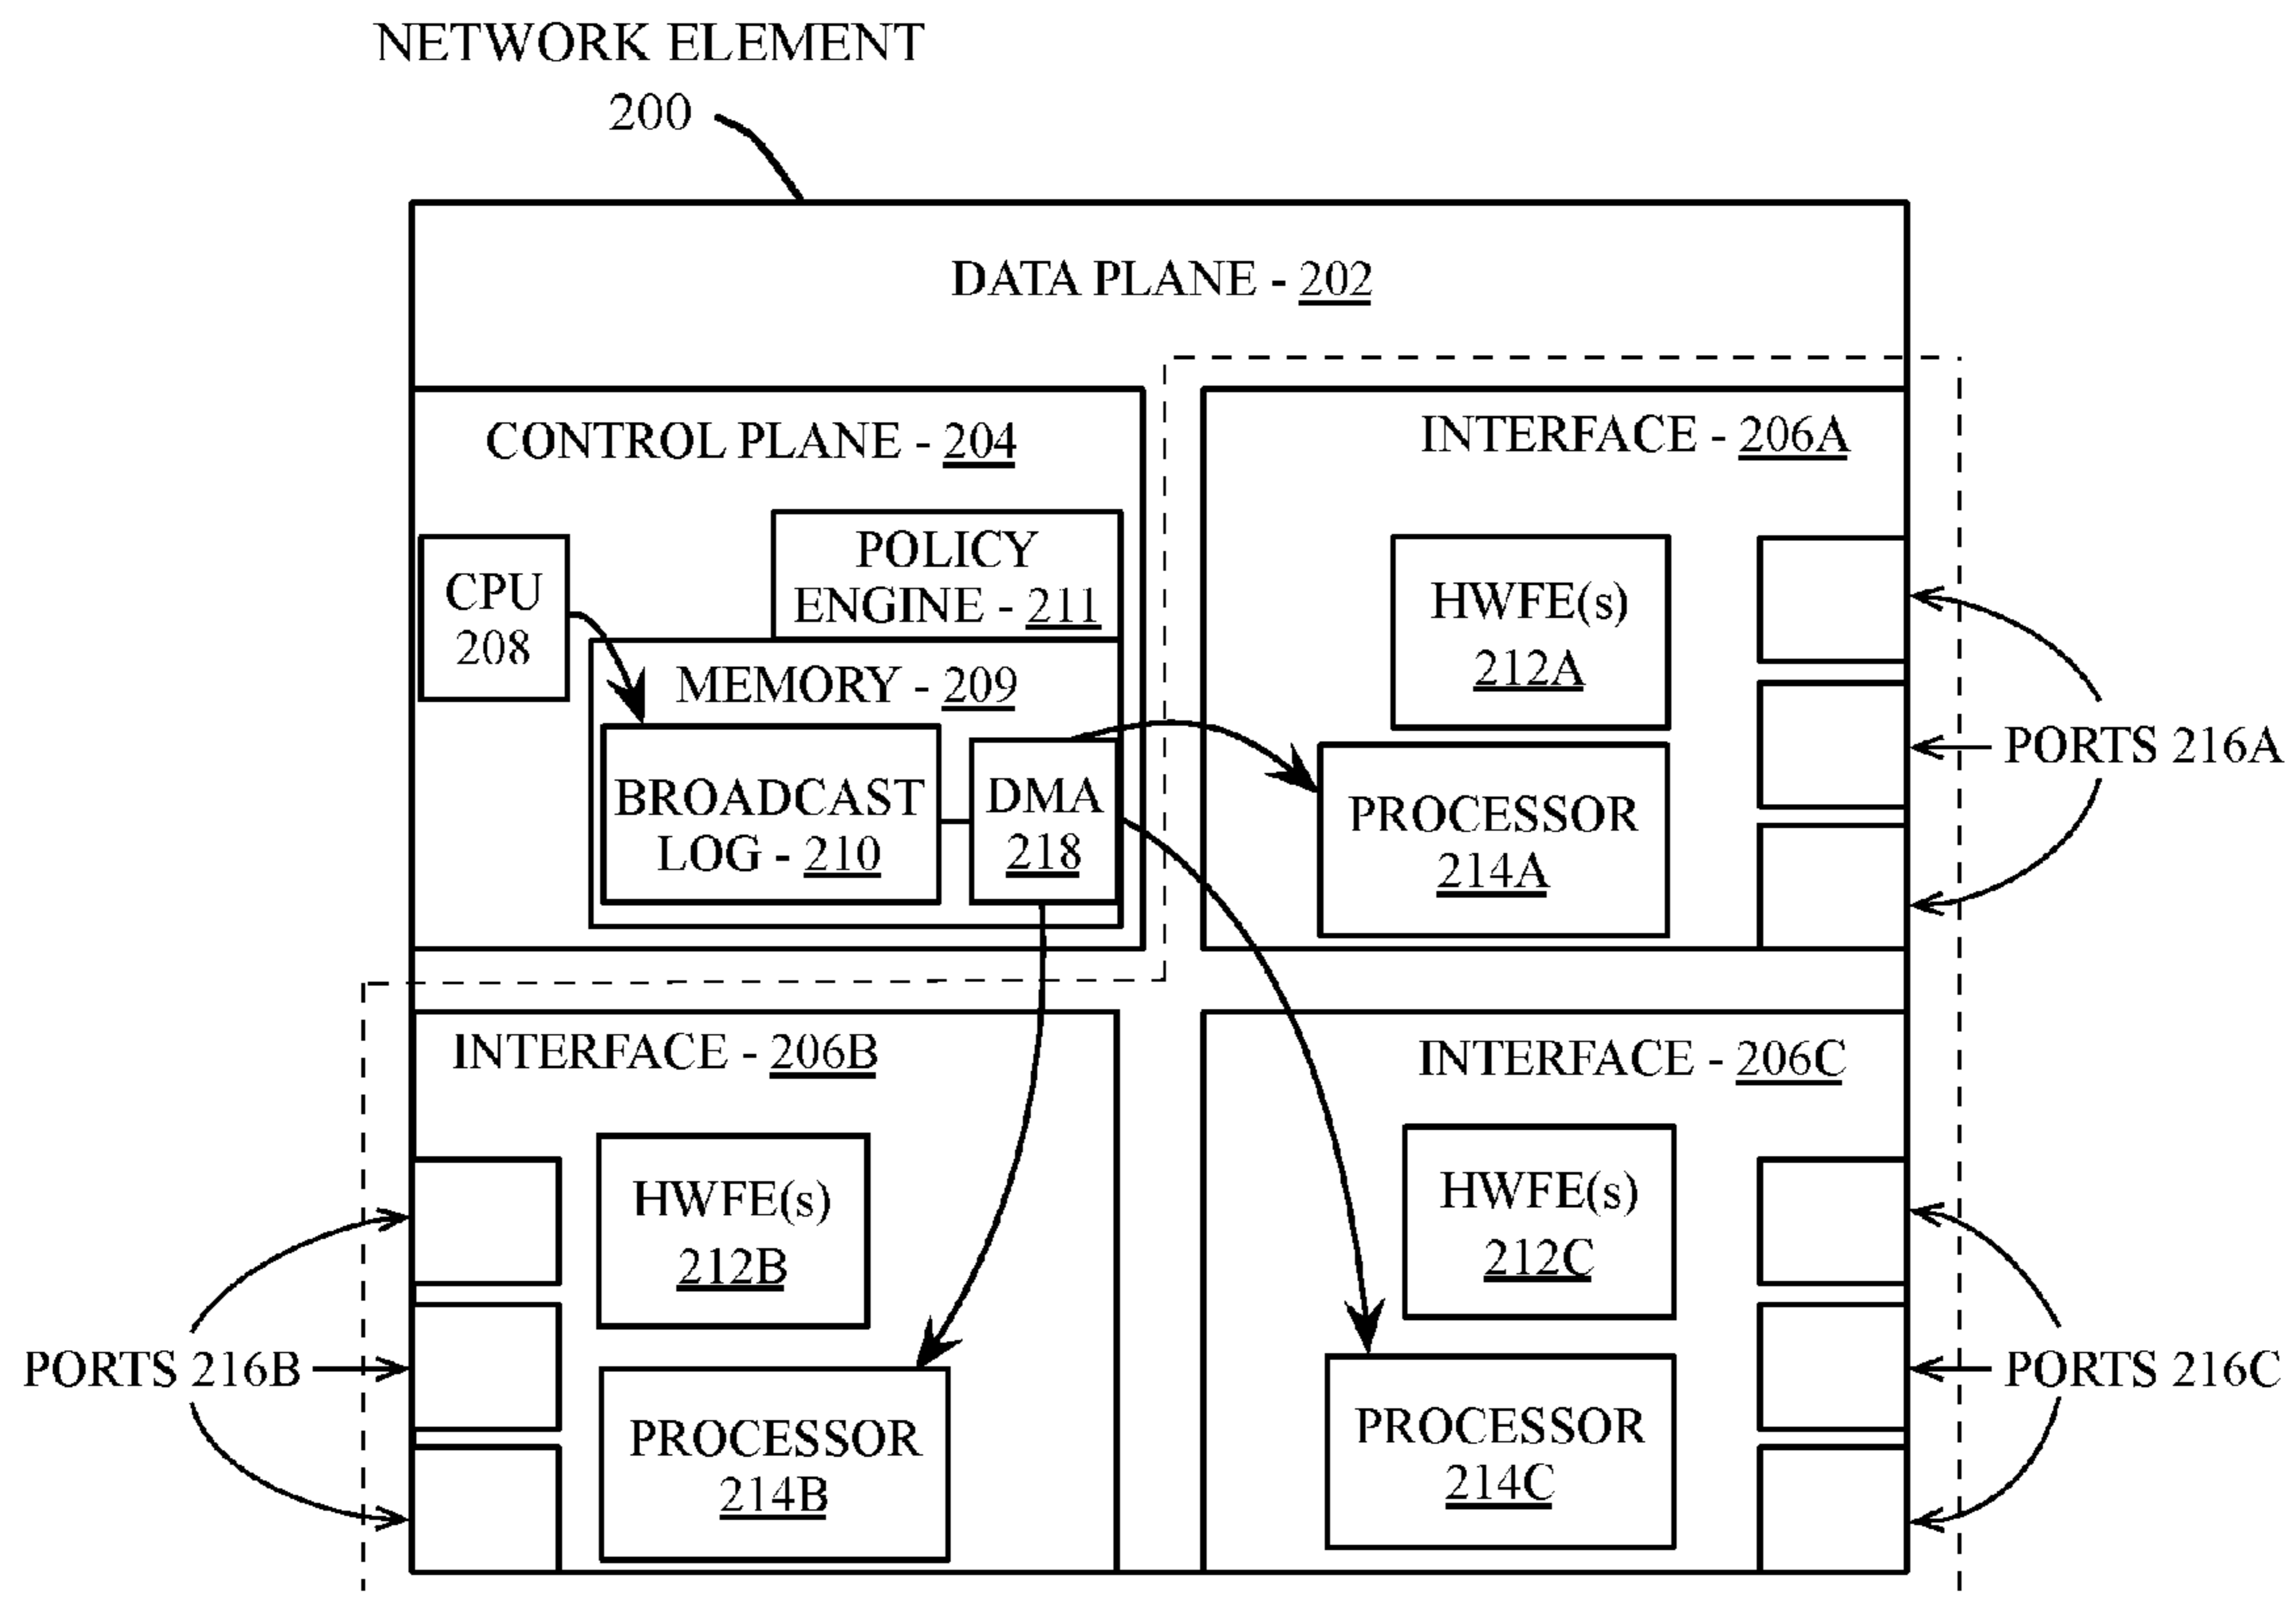 NETWORK ELEMENT
200
DATA PLANE - 202
CONTROL PLANE - 204
CPU
208
POLICY
ENGINE - 211
MEMORY - 209
BROADCAST
LOG - 210
DMA
218
INTERFACE - 206A
HWFE(s)
212A
PROCESSOR
214A
PORTS 216A
INTERFACE - 206B
HWFE(s)
212B
PROCESSOR
214B
PORTS 216B
INTERFACE - 206C
HWFE(s)
212C
PROCESSOR
214C
PORTS 216C